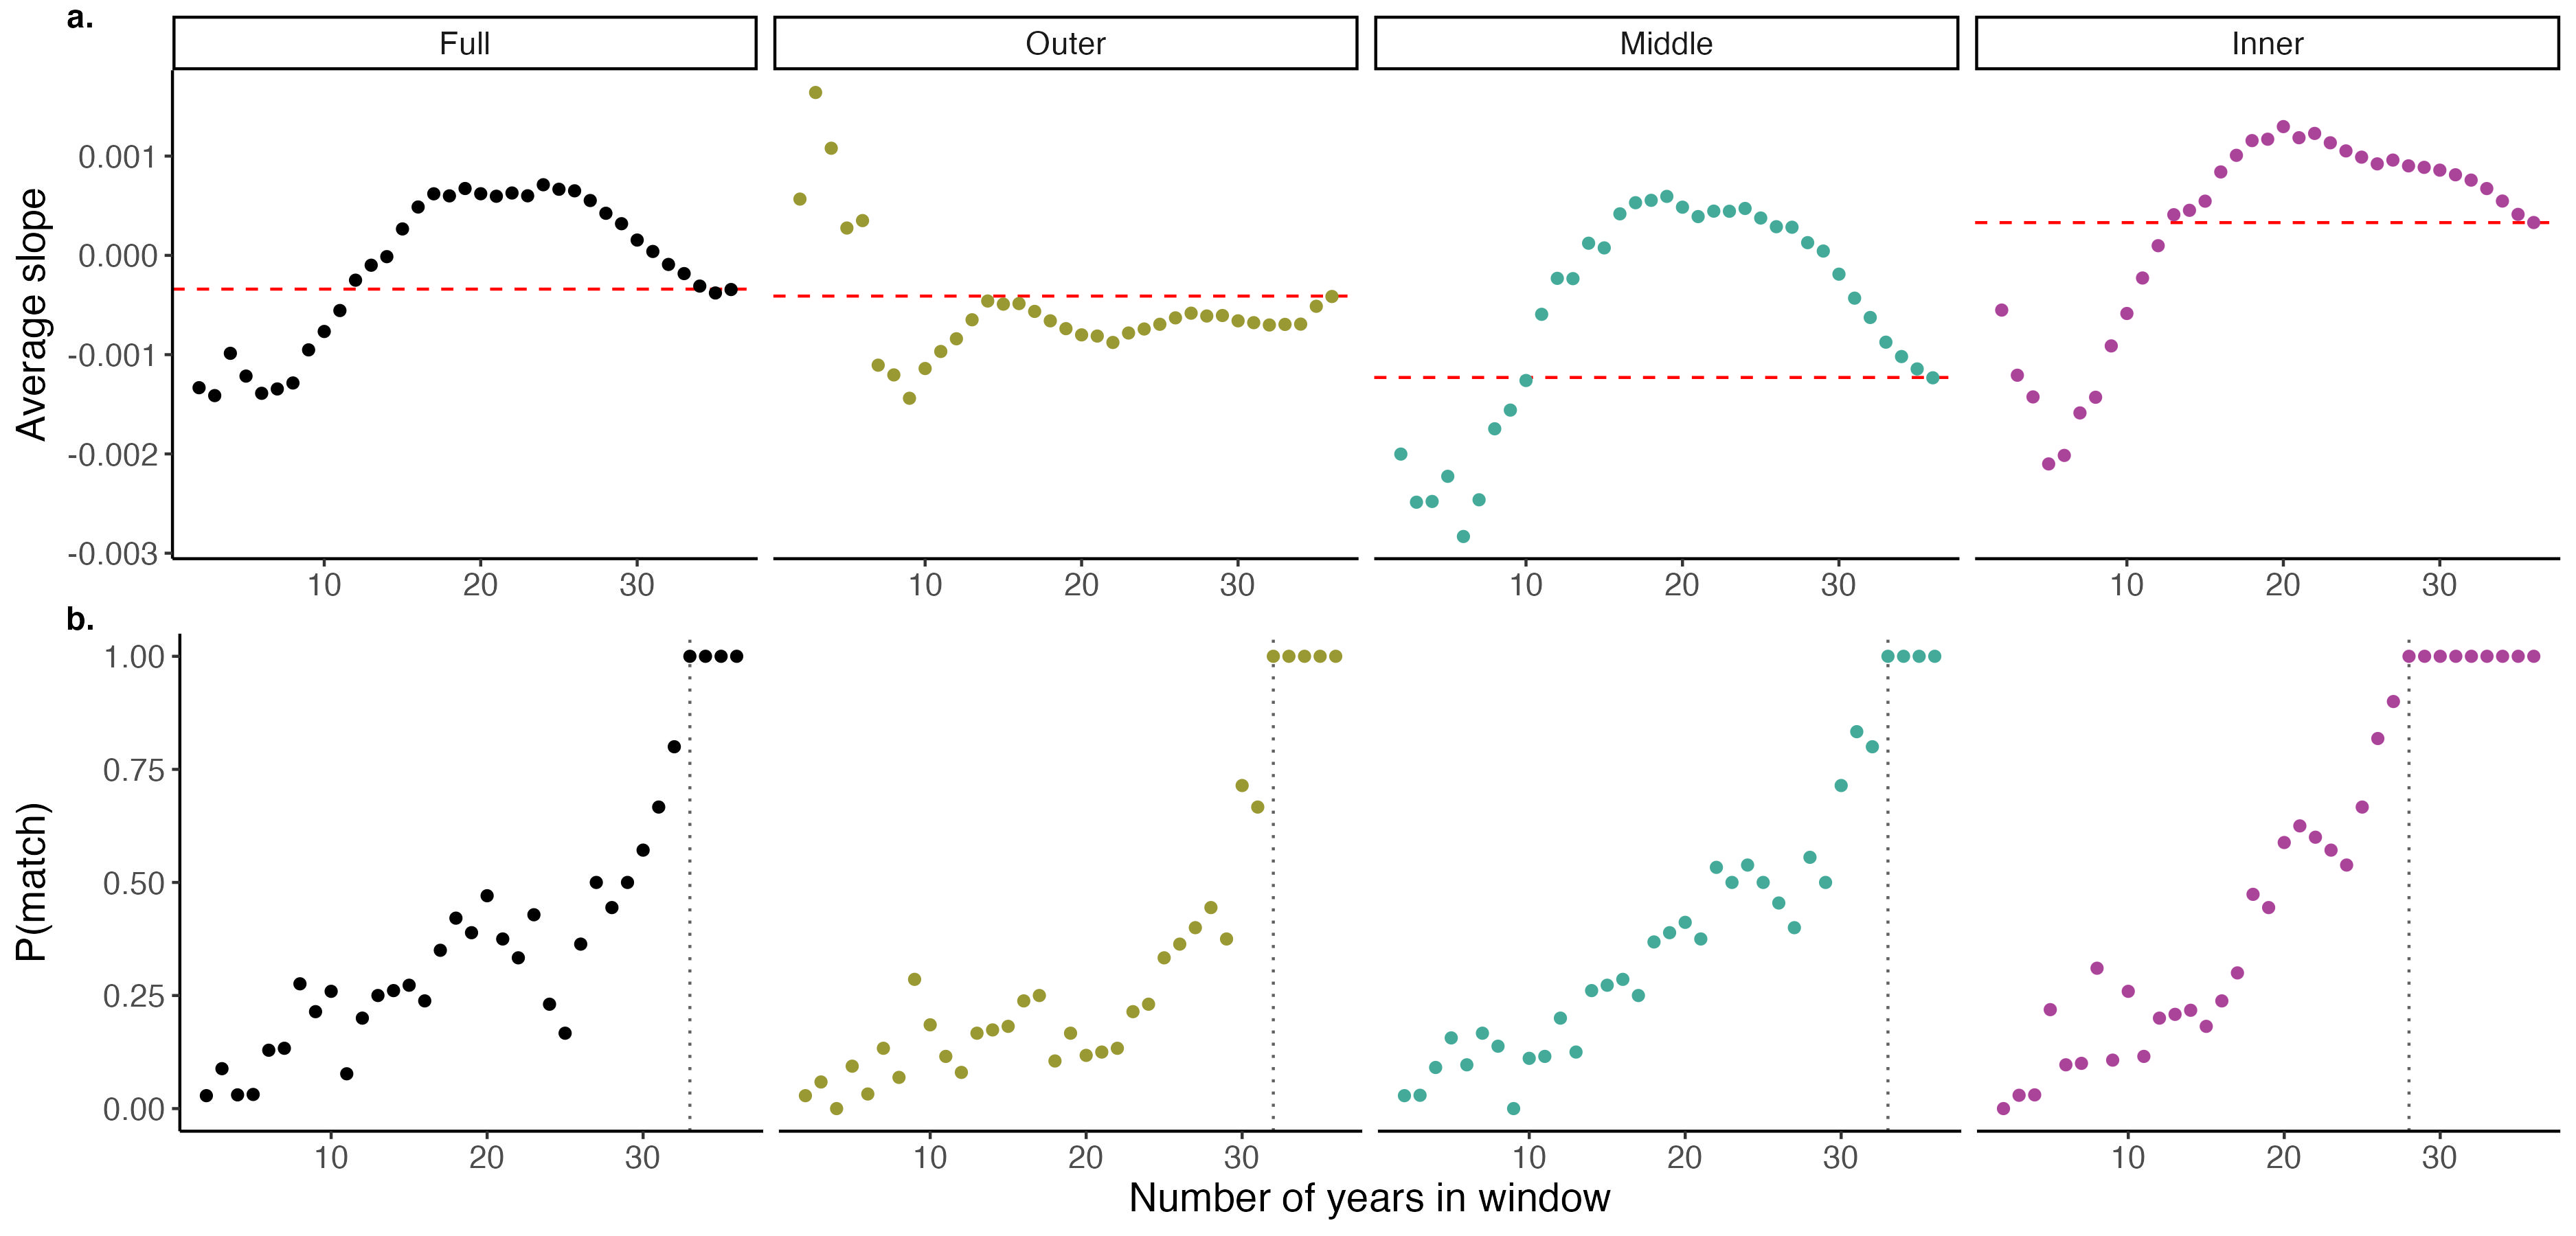 a.
Full Outer Middle Inner
Average slope
0.001
0.000
-0.001
-0.002
-0.003
10 20 30 10 20 30 10 20 30 10 20 30
b.
P(match)
1.00
0.75
0.50
0.25
0.00
10 20 30 10 20 30 10 20 30 10 20 30
Number of years in window